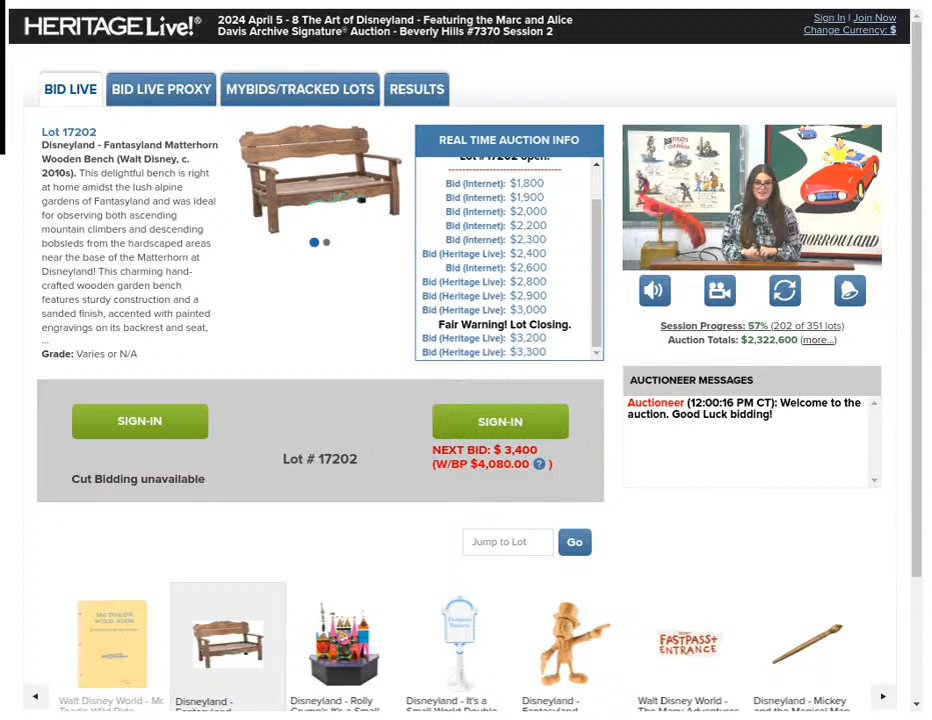 HERITAGE Live!®
2024 April 5 - 8 The Art of Disneyland - Featuring the Marc and Alice
Davis Archive Signature® Auction - Beverly Hills #7370 Session 2
Sign In | Join Now
Change Currency: $
BID LIVE
BID LIVE PROXY
MYBIDS/TRACKED LOTS
RESULTS
Lot 17202
Disneyland - Fantasyland Matterhorn
Wooden Bench (Walt Disney, c.
2010s). This delightful bench is right
at home amidst the lush alpine
gardens of Fantasyland and was ideal
for observing both ascending
mountain climbers and descending
bobsleds from the hardscaped areas
near the base of the Matterhorn at
Disneyland! This charming hand-
crafted wooden garden bench
features sturdy construction and a
sanded finish, accented with painted
engravings on its backrest and seat,
...
Grade: Varies or N/A
REAL TIME AUCTION INFO
Lot #17202 open!
Bid (Internet): $1,800
Bid (Internet): $1,900
Bid (Internet): $2,000
Bid (Internet): $2,200
Bid (Internet): $2,300
Bid (Heritage Live): $2,400
Bid (Internet): $2,600
Bid (Heritage Live): $2,800
Bid (Heritage Live): $2,900
Bid (Heritage Live): $3,000
Fair Warning! Lot Closing.
Bid (Heritage Live): $3,200
Bid (Heritage Live): $3,300
TOMORROWLAND
Session Progress: 57% (202 of 351 lots)
Auction Totals: $2,322,600 (more...)
AUCTIONEER MESSAGES
Auctioneer (12:00:16 PM CT): Welcome to the
auction. Good Luck bidding!
SIGN-IN
Cut Bidding unavailable
Lot # 17202
SIGN-IN
NEXT BID: $ 3,400
(W/BP $4,080.00 ? )
Jump to Lot
Go
Mr. TOAD'S
WILD RIDE
FASTPASS+
ENTRANCE
Walt Disney World - Mr.
Toad's Wild Ride
Disneyland -
Fantasyland
Disneyland - Rolly
Crump's It's a Small
Disneyland - It's a
Small World Double
Disneyland -
Fantasyland
Walt Disney World -
The Many Adventures
Disneyland - Mickey
and the Magical Map